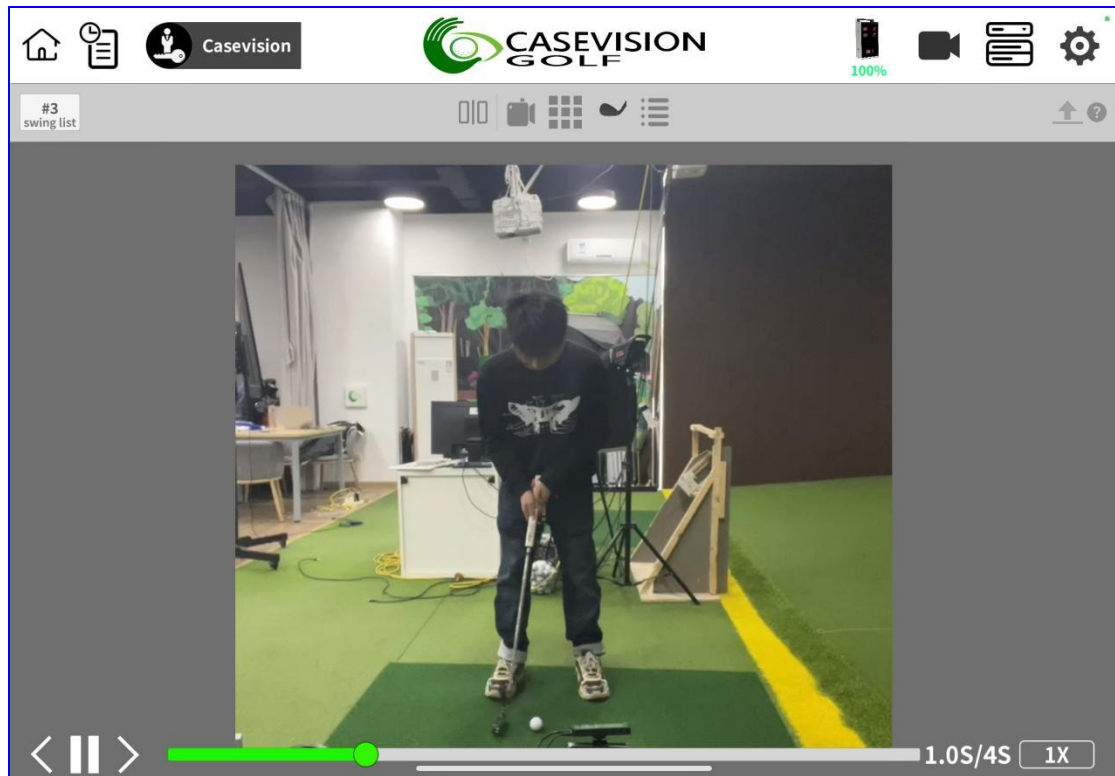 Casevision
CASEVISION
GOLF
100%
#3
swing list
?
1.0S/4S
1X